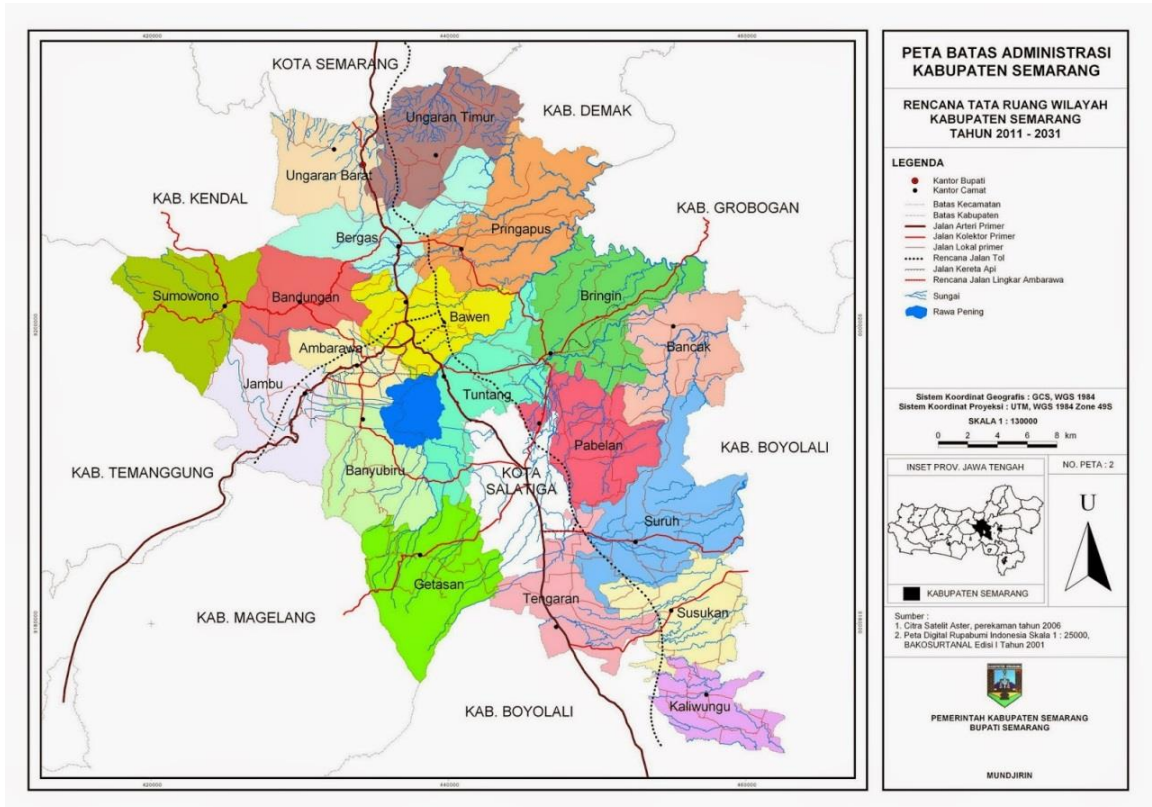 420000
440000
460000
KOTA SEMARANG
KAB. DEMAK
Ungaran Timur
Ungaran Barat
KAB. KENDAL
KAB. GROBOGAN
Bergas
Pringapus
Sumowono
Bandungan
Bringin
Bawen
Ambarawa
Bancak
Jambu
Tuntang
Pabelan
KAB. BOYOLALI
KAB. TEMANGGUNG
Banyubiru
KOTA
SALATIGA
Suruh
Getasan
Tengaran
KAB. MAGELANG
Susukan
KAB. BOYOLALI
Kaliwungu
420000
440000
460000
PETA BATAS ADMINISTRASI
KABUPATEN SEMARANG
RENCANA TATA RUANG WILAYAH
KABUPATEN SEMARANG
TAHUN 2011 - 2031
LEGENDA
Kantor Bupati
Kantor Camat
Batas Kecamatan
Batas Kabupaten
Jalan Arteri Primer
Jalan Kolektor Primer
Jalan Lokal primer
Rencana Jalan Tol
Jalan Kereta Api
Rencana Jalan Lingkar Ambarawa
Sungai
Rawa Pening
Sistem Koordinat Geografis : GCS, WGS 1984
Sistem Koordinat Proyeksi : UTM, WGS 1984 Zone 49S
SKALA 1 : 130000
0 2 4 6 8 km
INSET PROV. JAWA TENGAH
NO. PETA : 2
U
KABUPATEN SEMARANG
Sumber :
1. Citra Satelit Aster, perekaman tahun 2006
2. Peta Digital Rupabumi Indonesia Skala 1 : 25000,
BAKOSURTANAL Edisi I Tahun 2001
PEMERINTAH KABUPATEN SEMARANG
BUPATI SEMARANG
MUNDJIRIN